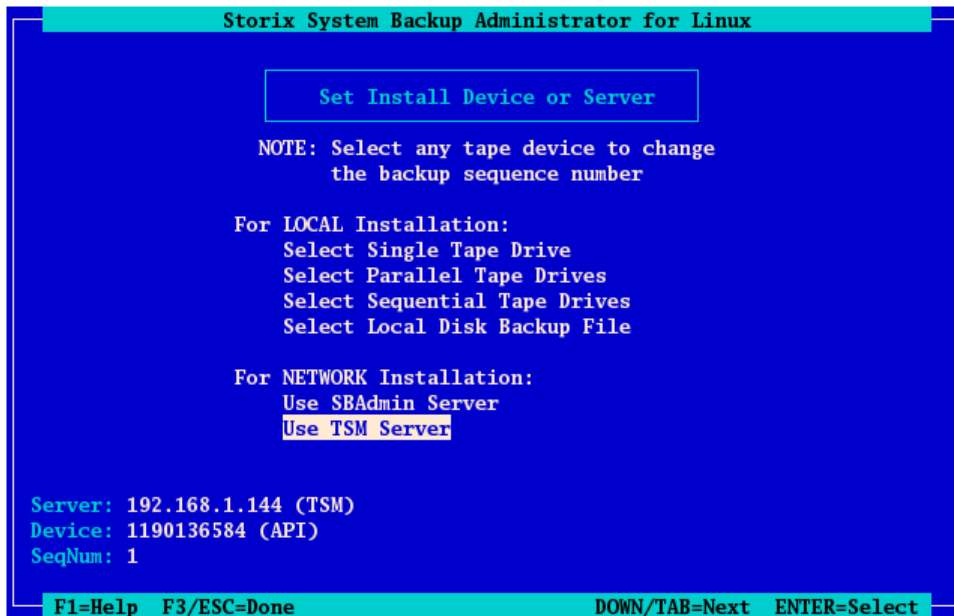 Storix System Backup Administrator for Linux
Set Install Device or Server
NOTE: Select any tape device to change
the backup sequence number
For LOCAL Installation:
Select Single Tape Drive
Select Parallel Tape Drives
Select Sequential Tape Drives
Select Local Disk Backup File
For NETWORK Installation:
Use SBAdmin Server
Use TSM Server
Server: 192.168.1.144 (TSM)
Device: 1190136584 (API)
SeqNum: 1
F1=Help F3/ESC=Done DOWN/TAB=Next ENTER=Select